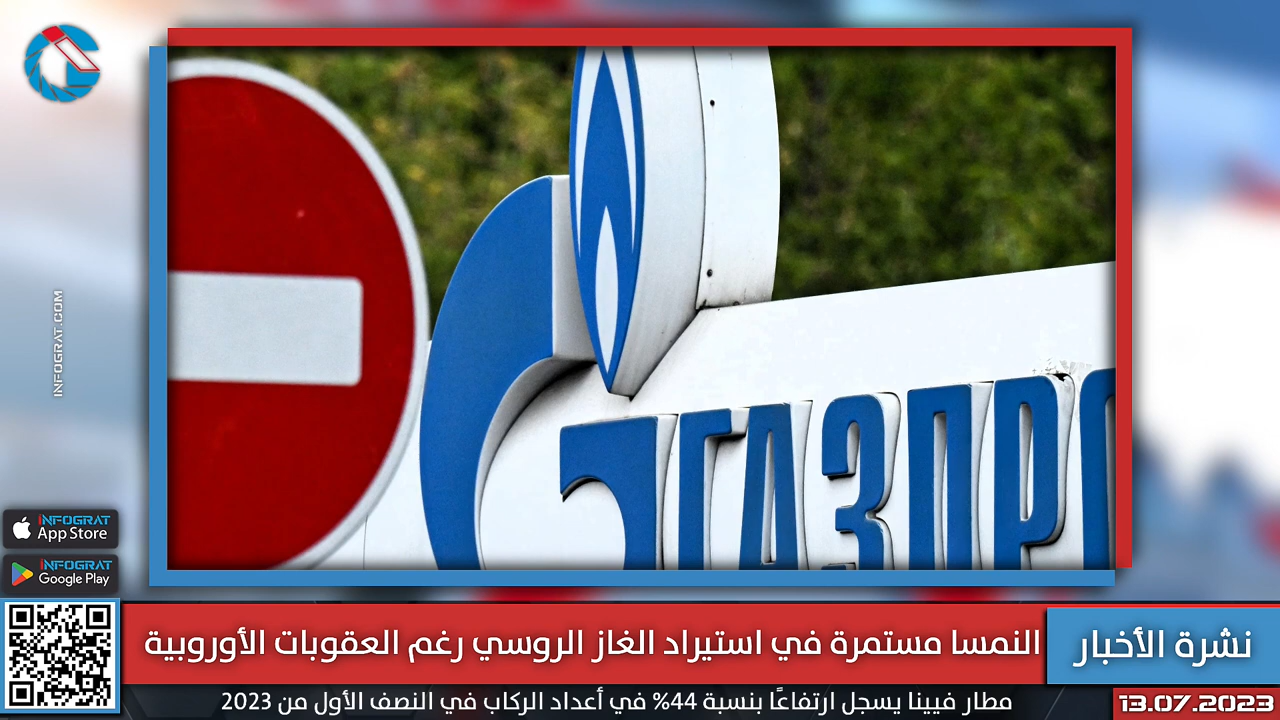 INFOGRAT.COM
ГАЗПРО
INFOGRAT
App Store
INFOGRAT
Google Play
نشرة الأخبار
النمسا مستمرة في استيراد الغاز الروسي رغم العقوبات الأوروبية
مطار فيينا يسجل ارتفاعًا بنسبة 44% في أعداد الركاب في النصف الأول من 2023
13.07.2023